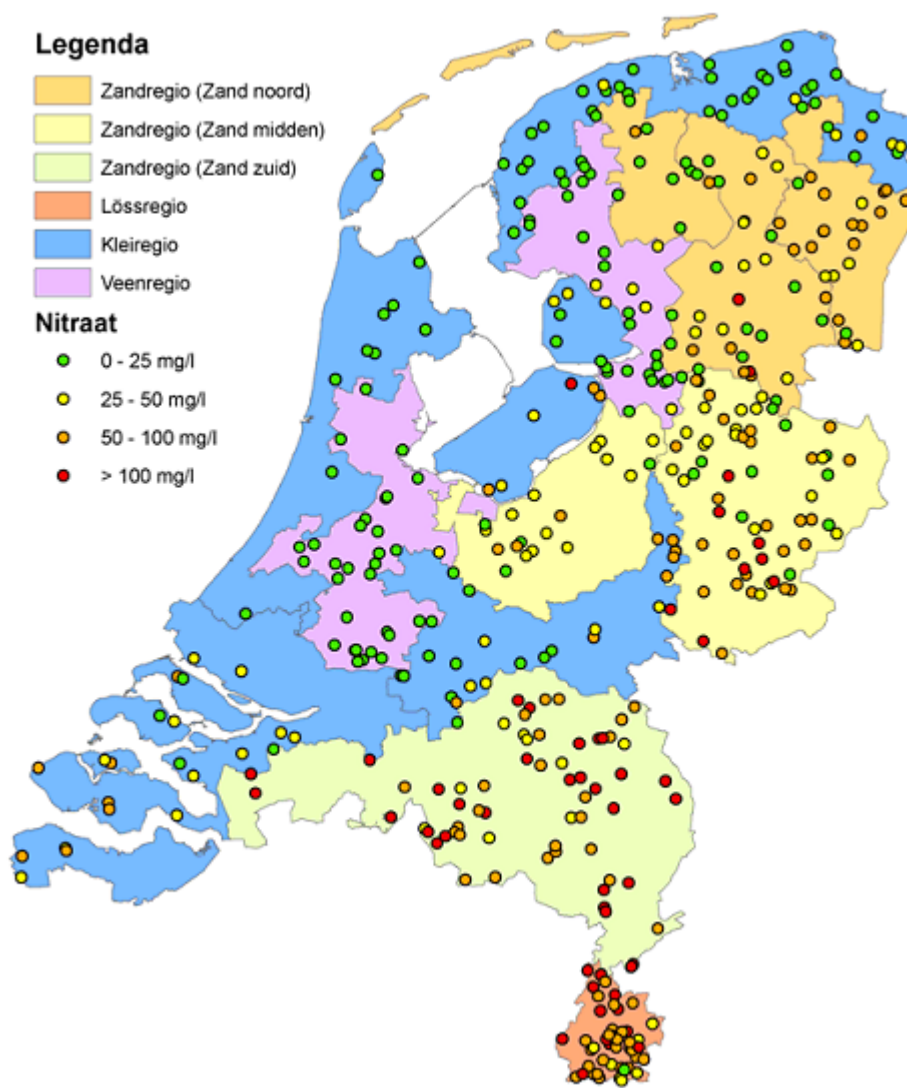 Legenda
Zandregio (Zand noord)
Zandregio (Zand midden)
Zandregio (Zand zuid)
Lössregio
Kleiregio
Veenregio
Nitraat
0 - 25 mg/l
25 - 50 mg/l
50 - 100 mg/l
> 100 mg/l